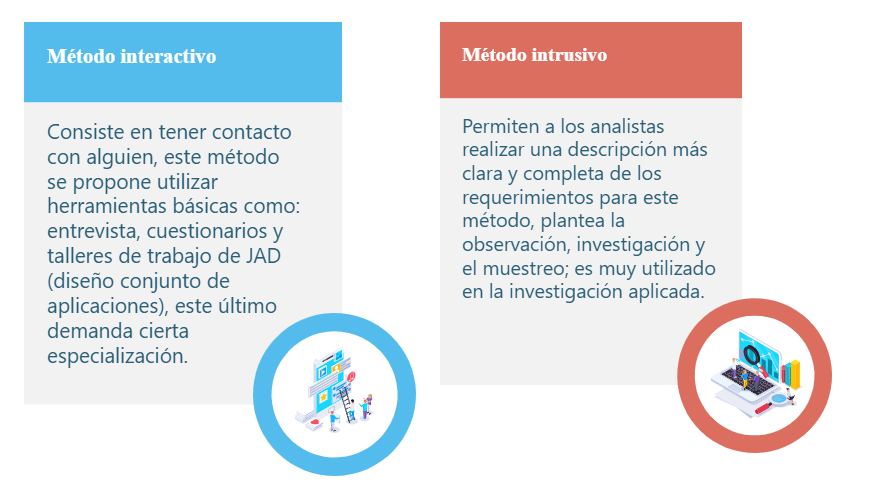 Método interactivo
Consiste en tener contacto
con alguien, este método
se propone utilizar
herramientas básicas como:
entrevista, cuestionarios y
talleres de trabajo de JAD
(diseño conjunto de
aplicaciones), este último
demanda cierta
especialización.
Método intrusivo
Permiten a los analistas
realizar una descripción más
clara y completa de los
requerimientos para este
método, plantea la
observación, investigación y
el muestreo; es muy utilizado
en la investigación aplicada.